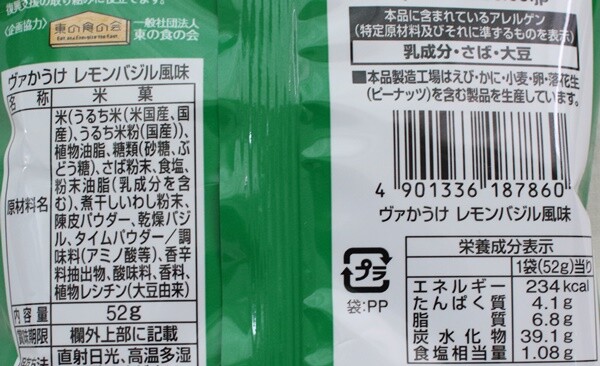 復興支援の取り組みに役立てます。
<企画協力>
東の食の会
East and Energize the East
一般社団法人
東の食の会
ヴァかうけ レモンバジル風味
名 称 米 菓
原材料名 米(うるち米(米国産、国
産)、うるち米粉(国産))、
植物油脂、糖類(砂糖、ぶ
どう糖)、さば粉末、食塩、
粉末油脂(乳成分を含
む)、煮干しいわし粉末、
陳皮パウダー、乾燥バジ
ル、タイムパウダー/調
味料(アミノ酸等)、香辛
料抽出物、酸味料、香料、
植物レシチン(大豆由来)
内 容 量 52g
賞味期限 欄外上部に記載
直射日光、高温多湿
本品に含まれているアレルゲン
(特定原材料及びそれに準ずるものを表示)
乳成分・さば・大豆
■本製品製造工場はえび・かに・小麦・卵・落花生
(ピーナッツ)を含む製品を生産しています。
4 901336 187860
ヴァかうけ レモンバジル風味
プラ
袋:PP
栄養成分表示
1袋(52g)当り
エネルギー 234kcal
たんぱく質 4.1g
脂 質 6.8g
炭水化物 39.1g
食塩相当量 1.08g